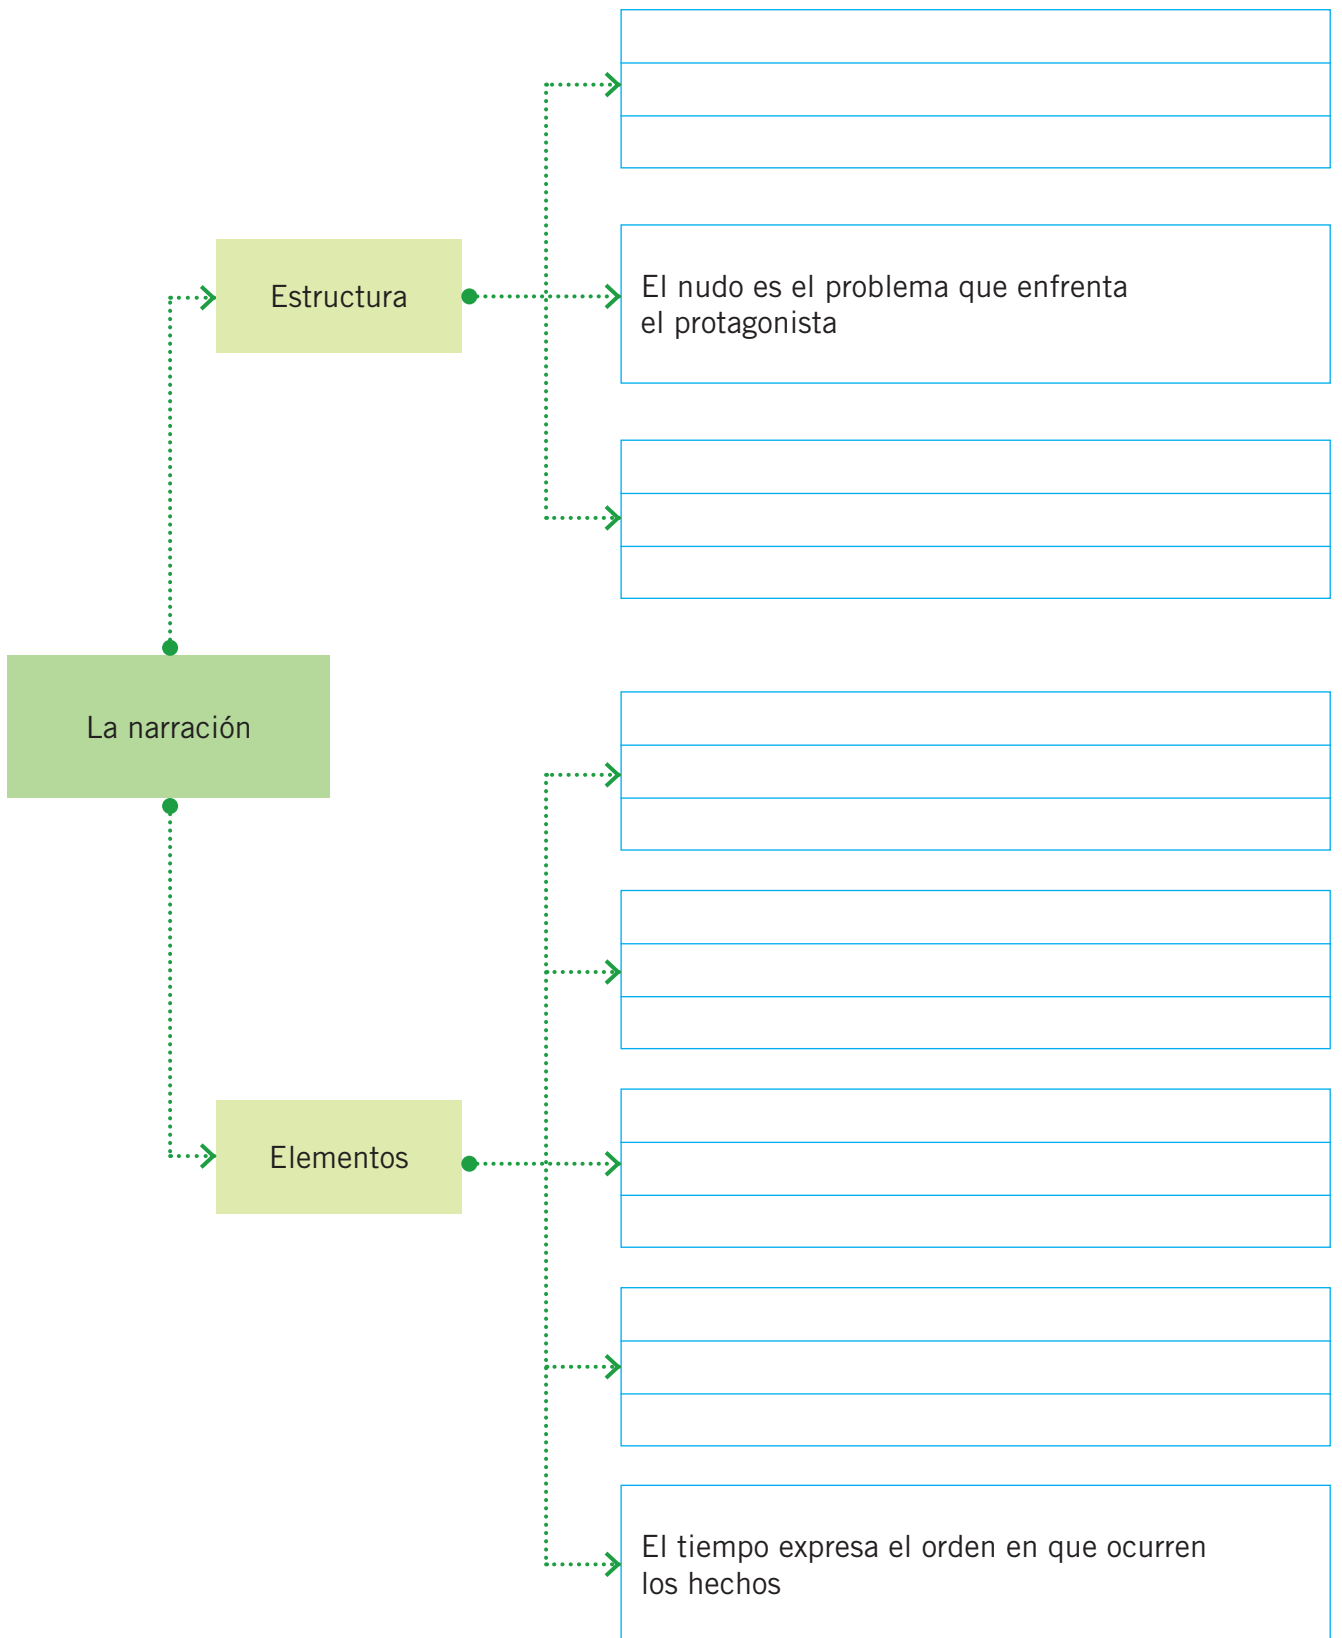 Estructura
El nudo es el problema que enfrenta
el protagonista
La narración
Elementos
El tiempo expresa el orden en que ocurren
los hechos